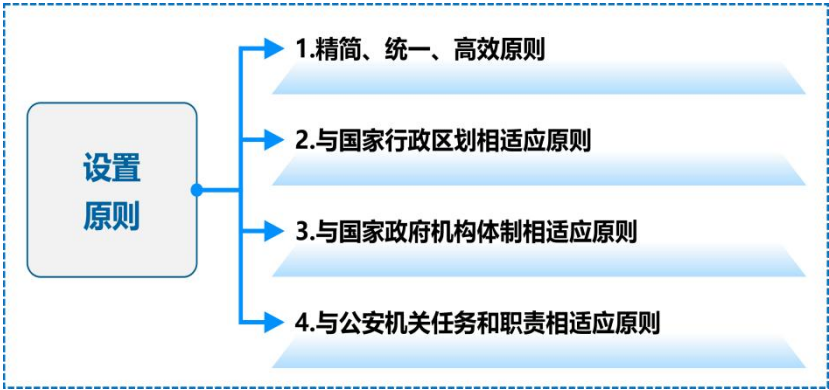 设置
原则
1.精简、统一、高效原则
2.与国家行政区划相适应原则
3.与国家政府机构体制相适应原则
4.与公安机关任务和职责相适应原则